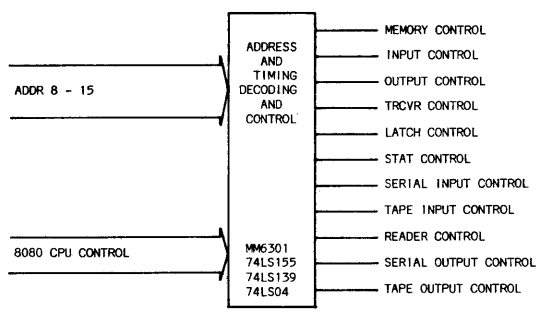 ADDR 8 - 15
8080 CPU CONTROL
ADDRESS
AND
TIMING
DECODING
AND
CONTROL
MM6301
74LS155
74LS139
74LS04
MEMORY CONTROL
INPUT CONTROL
OUTPUT CONTROL
TRCVR CONTROL
LATCH CONTROL
STAT CONTROL
SERIAL INPUT CONTROL
TAPE INPUT CONTROL
READER CONTROL
SERIAL OUTPUT CONTROL
TAPE OUTPUT CONTROL